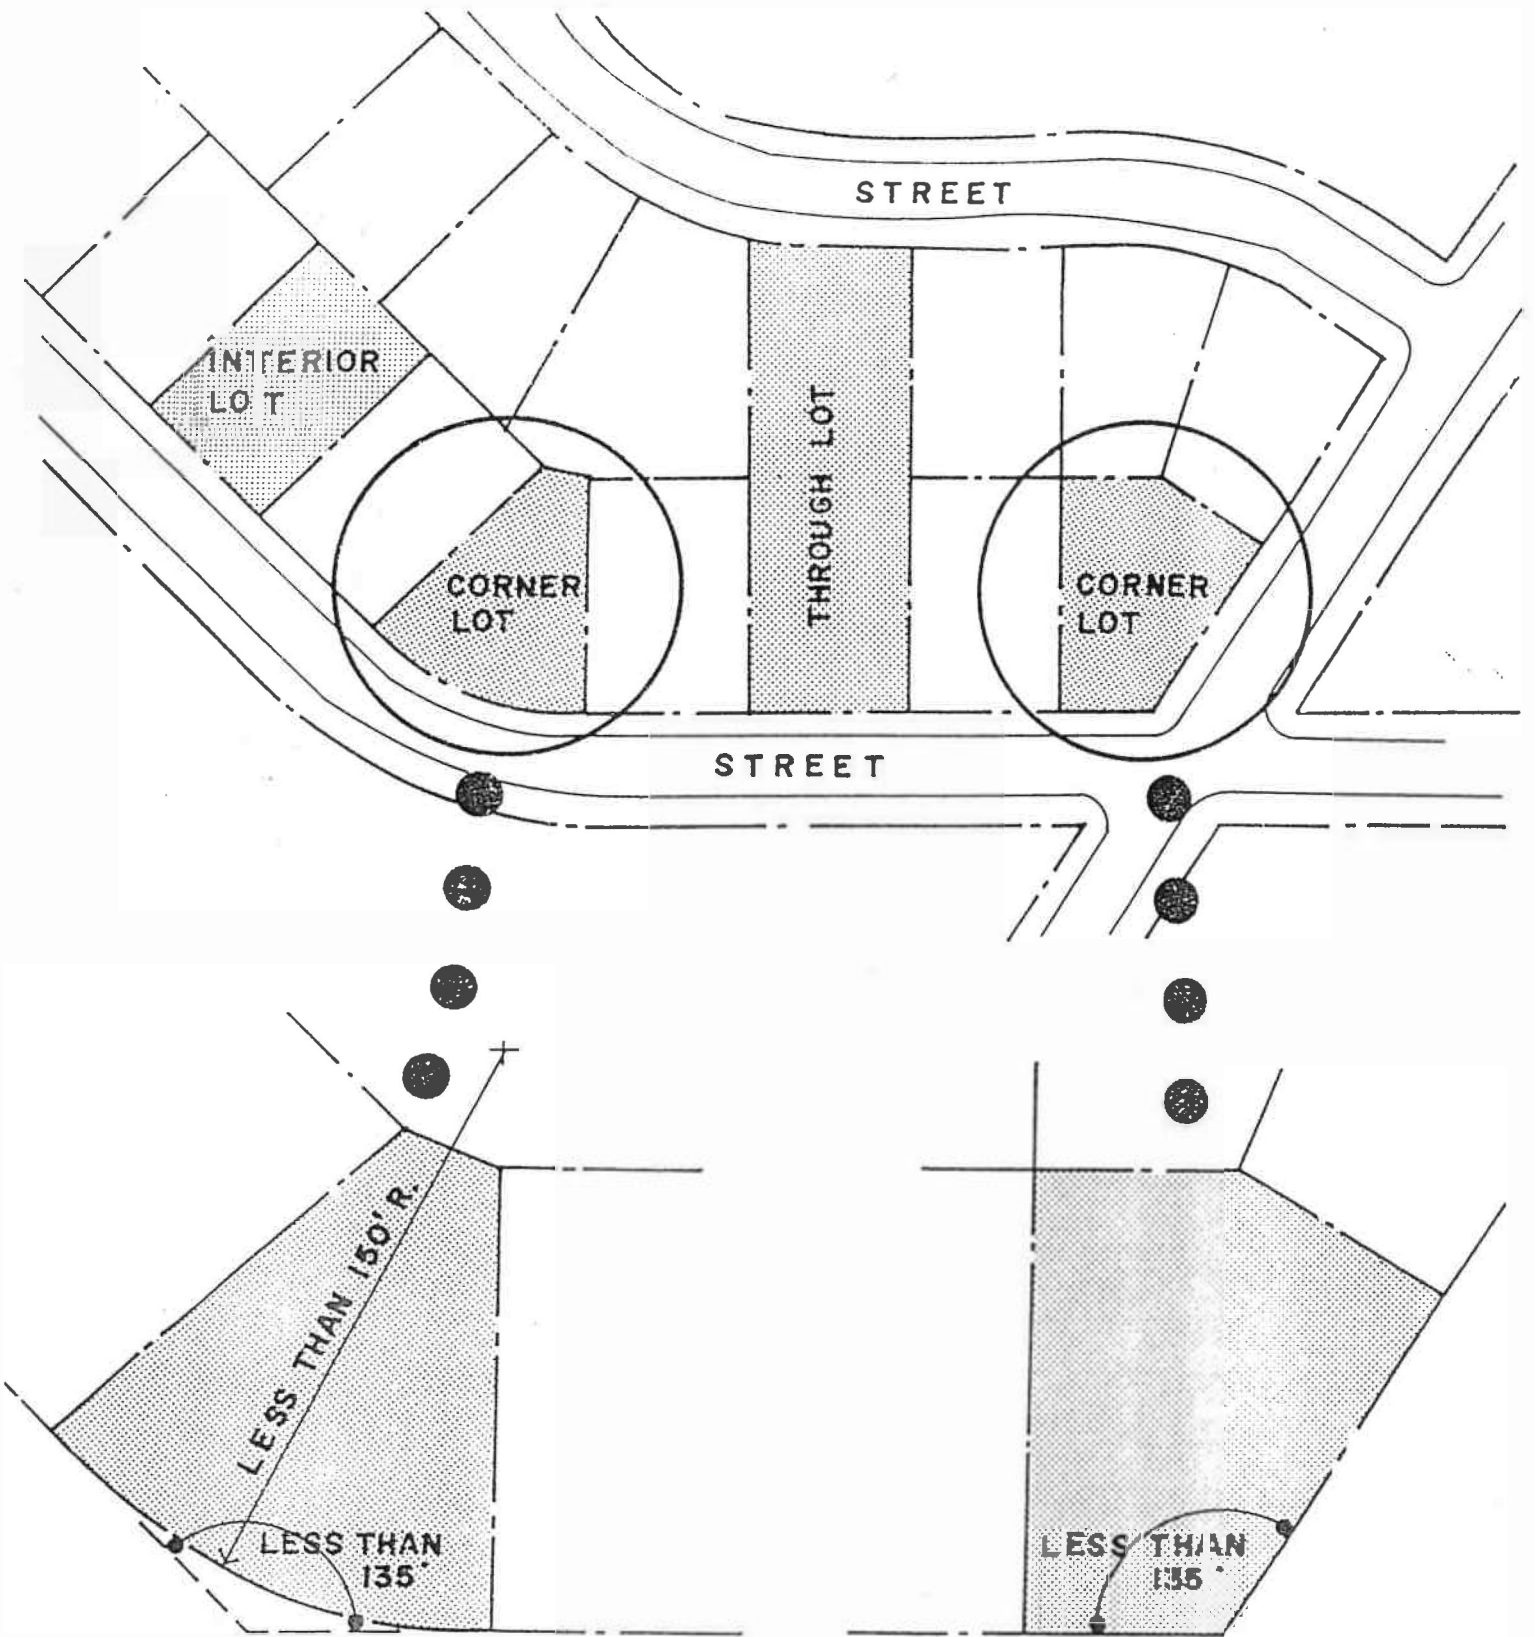 STREET
INTERIOR
LOT
THROUGH LOT
CORNER
LOT
CORNER
LOT
STREET
LESS THAN 150' R.
LESS THAN
135°
LESS THAN
135°